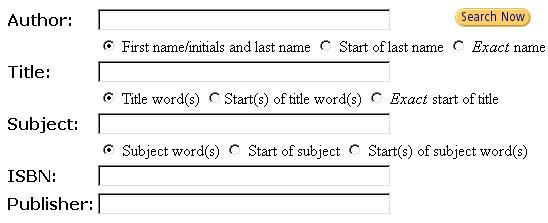 Author: Search Now
First name/initials and last name Start of last name Exact name
Title:
Title word(s) Start(s) of title word(s) Exact start of title
Subject:
Subject word(s) Start of subject Start(s) of subject word(s)
ISBN:
Publisher: